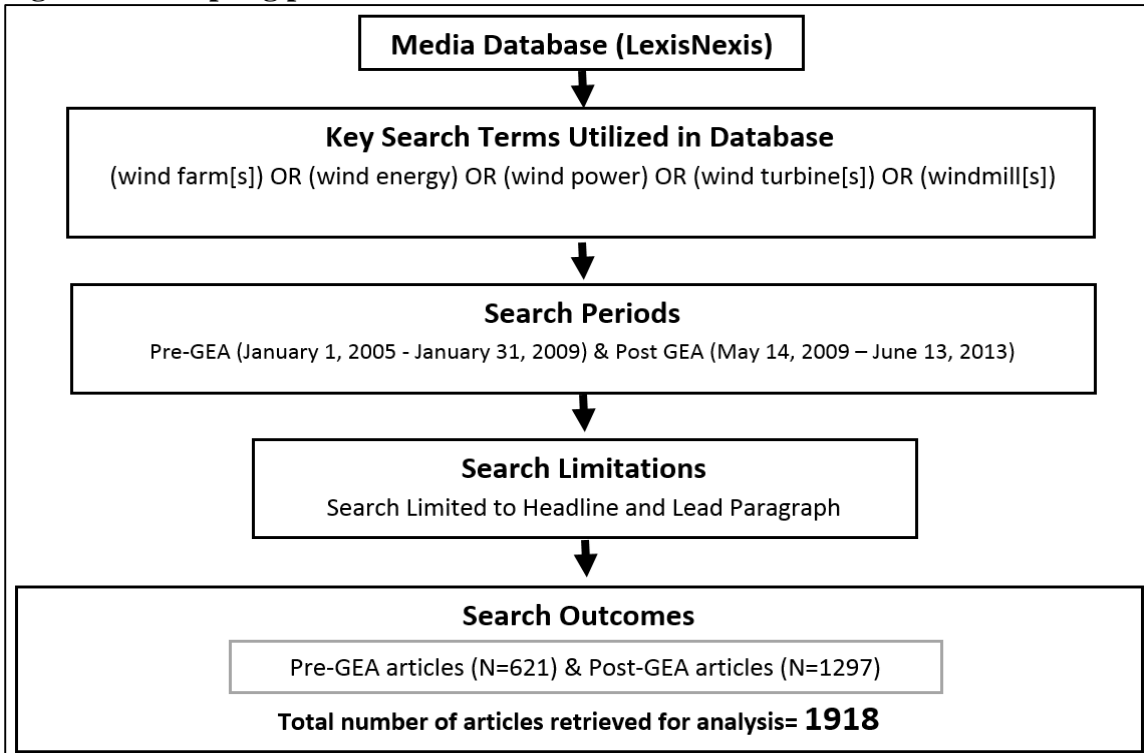 Media Database (LexisNexis)
Key Search Terms Utilized in Database
(wind farm[s]) OR (wind energy) OR (wind power) OR (wind turbine[s]) OR (windmill[s])
Search Periods
Pre-GEA (January 1, 2005 - January 31, 2009) & Post GEA (May 14, 2009 – June 13, 2013)
Search Limitations
Search Limited to Headline and Lead Paragraph
Search Outcomes
Pre-GEA articles (N=621) & Post-GEA articles (N=1297)
Total number of articles retrieved for analysis= 1918